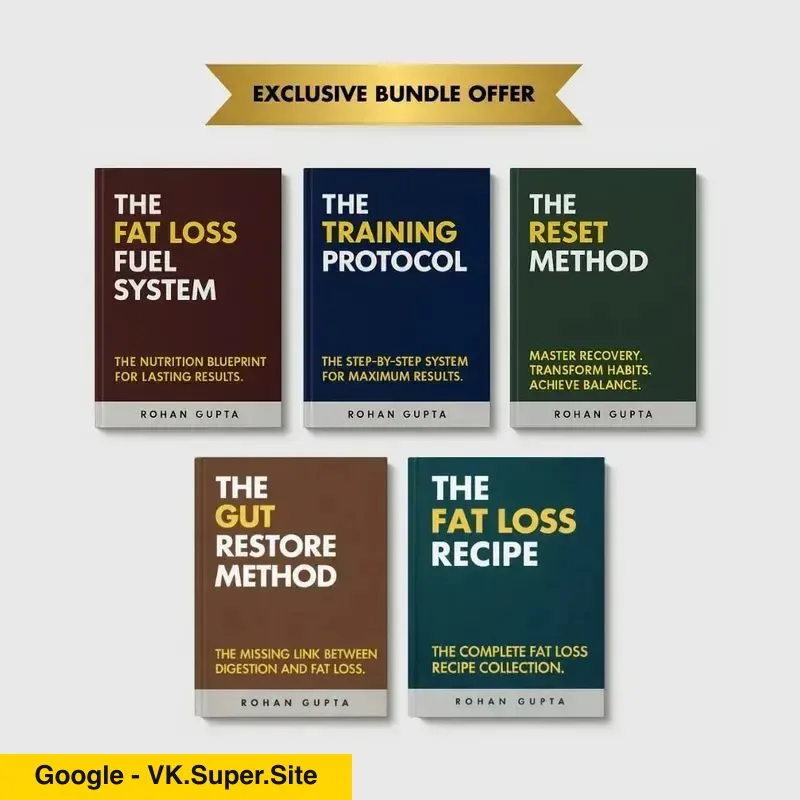 EXCLUSIVE BUNDLE OFFER
THE
FAT LOSS
FUEL
SYSTEM
THE NUTRITION BLUEPRINT
FOR LASTING RESULTS.
ROHAN GUPTA
THE
TRAINING
PROTOCOL
THE STEP-BY-STEP SYSTEM
FOR MAXIMUM RESULTS.
ROHAN GUPTA
THE
RESET
METHOD
MASTER RECOVERY.
TRANSFORM HABITS.
ACHIEVE BALANCE.
ROHAN GUPTA
THE
GUT
RESTORE
METHOD
THE MISSING LINK BETWEEN
DIGESTION AND FAT LOSS.
ROHAN GUPTA
THE
FAT LOSS
RECIPE
THE COMPLETE FAT LOSS
RECIPE COLLECTION.
ROHAN GUPTA
Google - VK.Super.Site